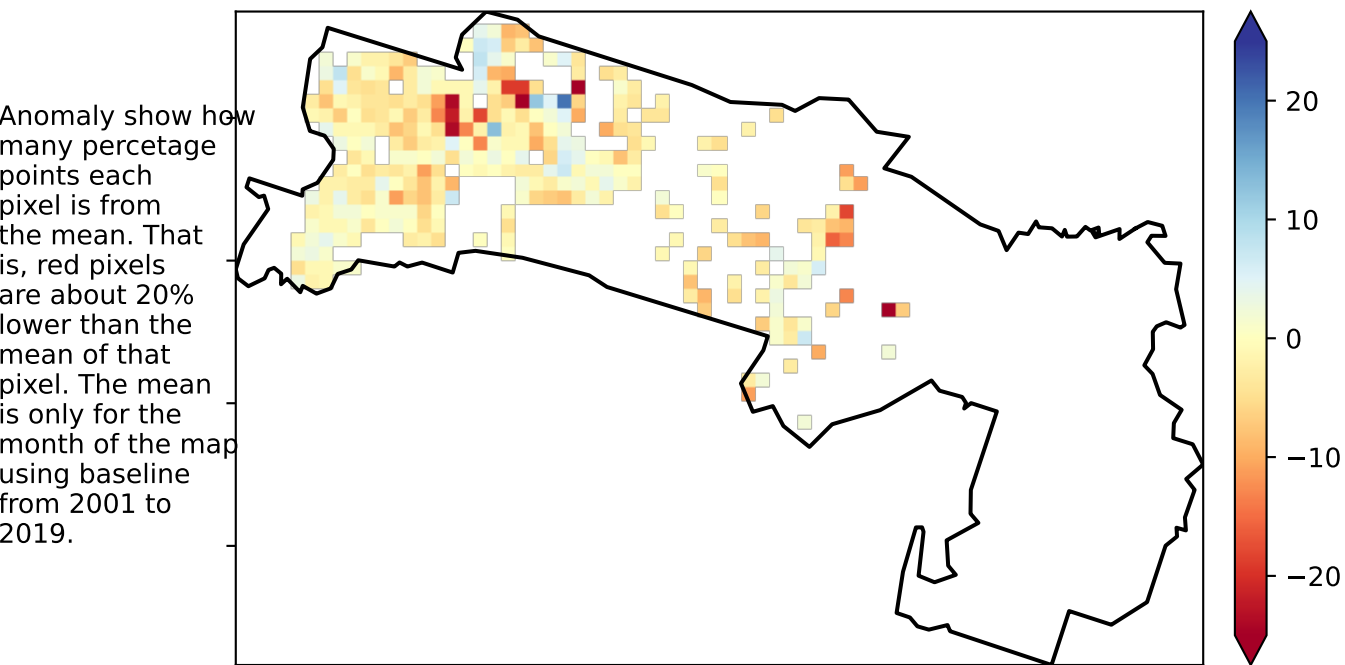 Anomaly show how
many percetage
points each
pixel is from
the mean. That
is, red pixels
are about 20%
lower than the
mean of that
pixel. The mean
is only for the
month of the map
using baseline
from 2001 to
2019.
20
10
0
−10
−20